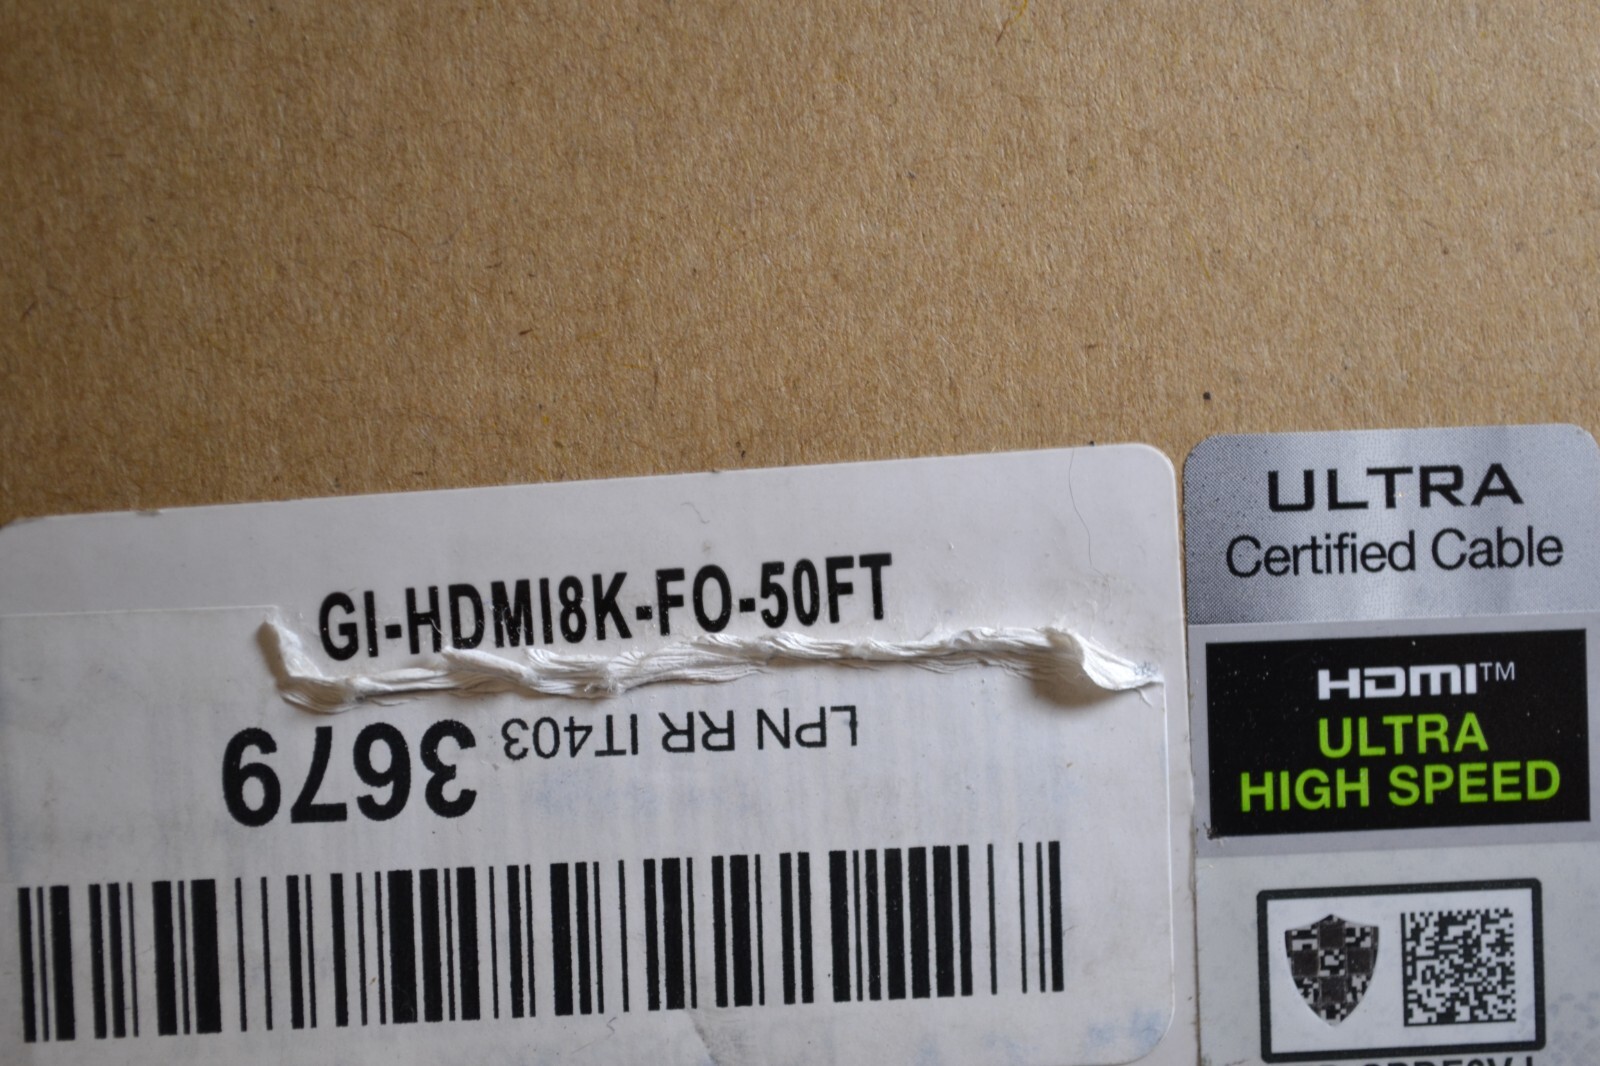 GI-HDMI8K-FO-50FT
LPN RR IT403 3679
ULTRA
Certified Cable
HDMI™
ULTRA
HIGH SPEED